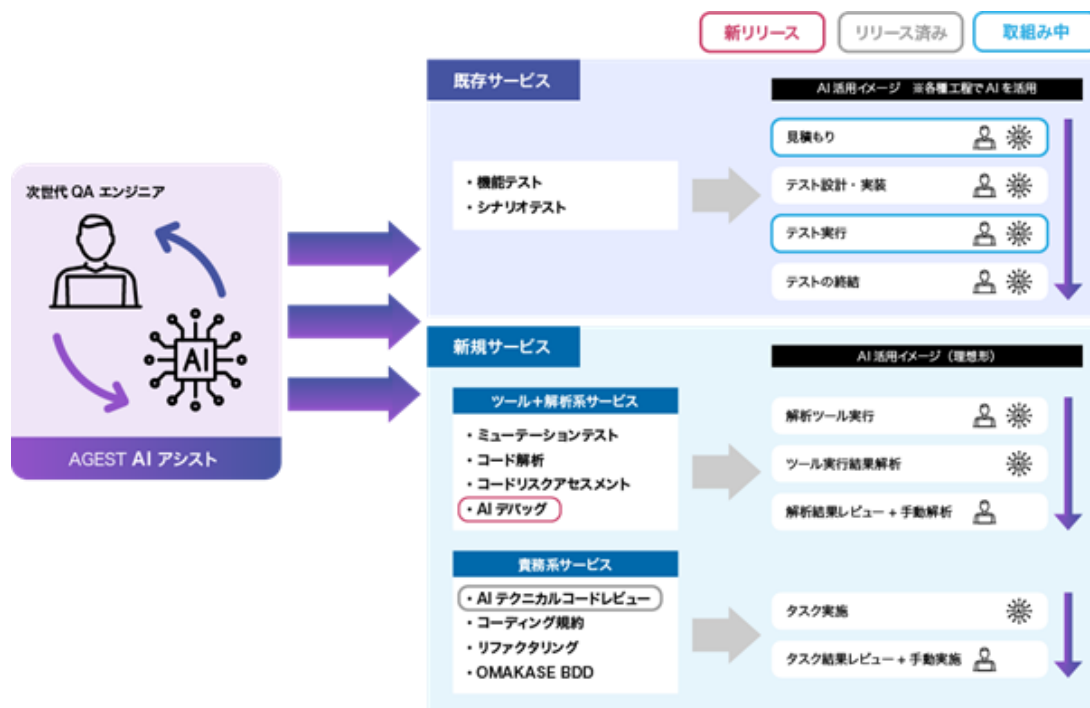 新リリース
リリース済み
取組み中
既存サービス
AI活用イメージ ※各種工程でAIを活用
・機能テスト
・シナリオテスト
見積もり
テスト設計・実装
テスト実行
テストの終結
次世代QAエンジニア
AI
AGEST AI アシスト
新規サービス
AI活用イメージ（理想形）
ツール+解析系サービス
・ミューテーションテスト
・コード解析
・コードリスクアセスメント
・AIデバッグ
解析ツール実行
ツール実行結果解析
解析結果レビュー + 手動解析
責務系サービス
・AIテクニカルコードレビュー
・コーディング規約
・リファクタリング
・OMAKASE BDD
タスク実施
タスク結果レビュー + 手動実施